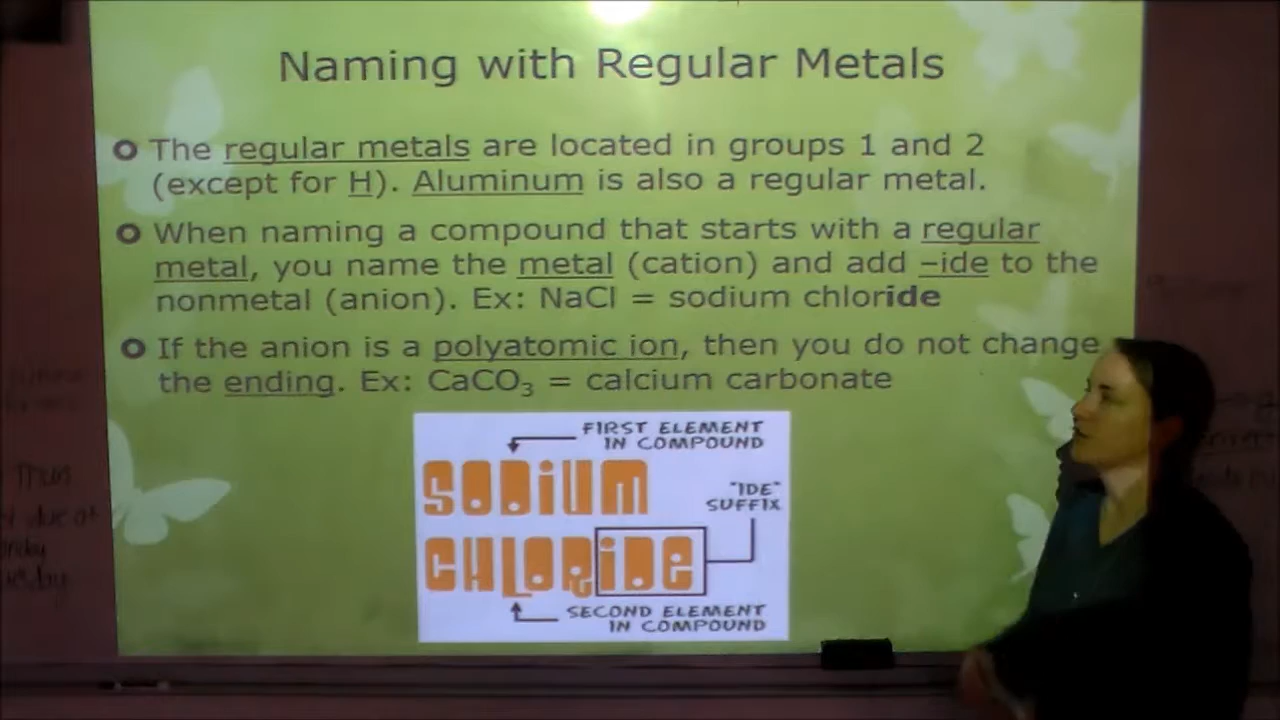 Naming with Regular Metals
The regular metals are located in groups 1 and 2
(except for H). Aluminum is also a regular metal.
When naming a compound that starts with a regular
metal, you name the metal (cation) and add –ide to the
nonmetal (anion). Ex: NaCl = sodium chloride
If the anion is a polyatomic ion, then you do not change
the ending. Ex: CaCO₃ = calcium carbonate
FIRST ELEMENT
IN COMPOUND
SODIUM
"IDE"
SUFFIX
CHLORIDE
SECOND ELEMENT
IN COMPOUND